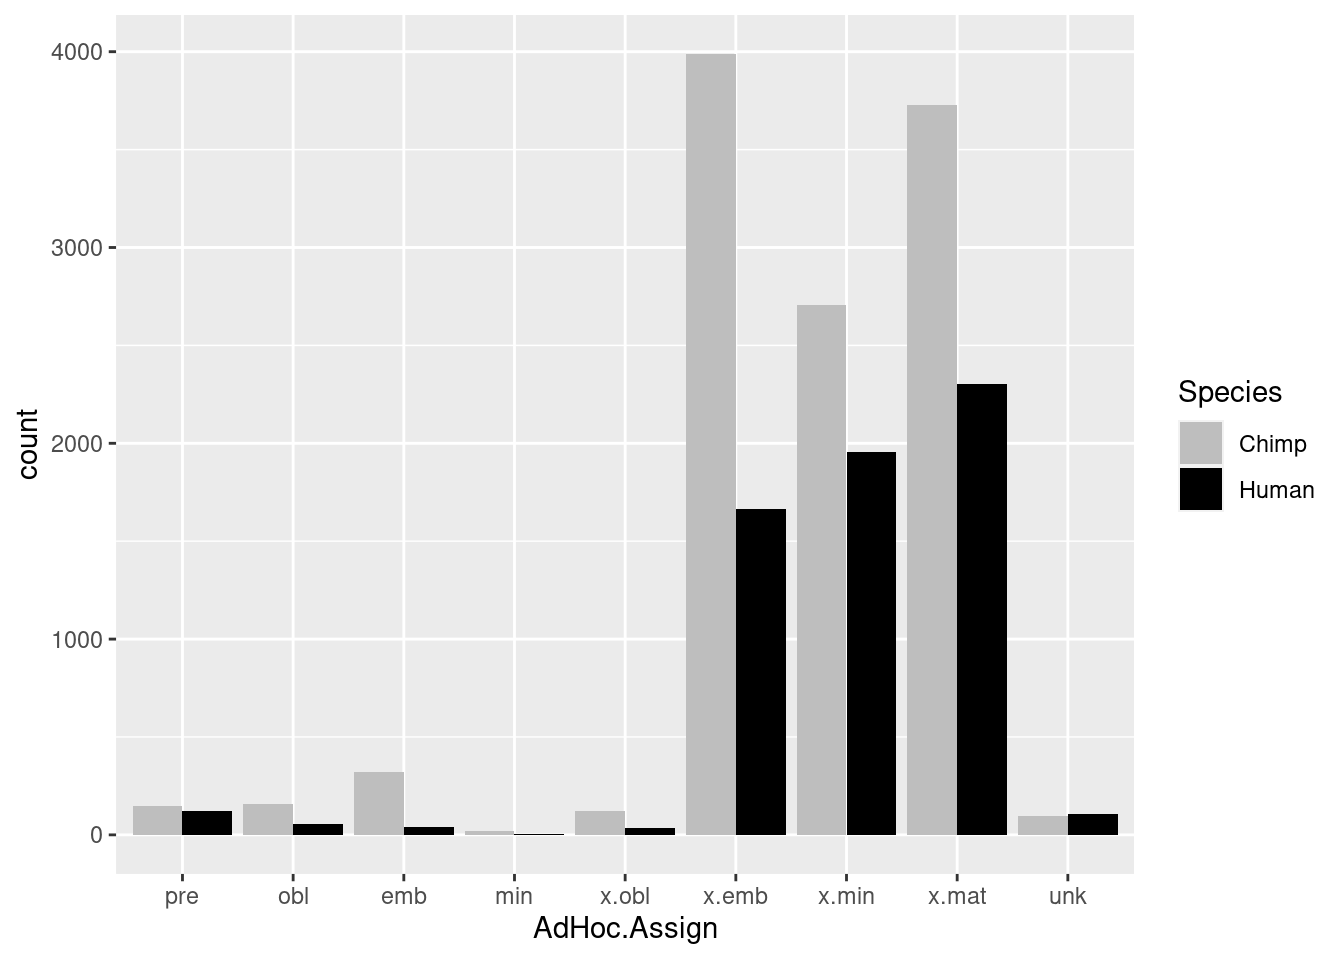 4000
3000
2000
1000
0
count
pre obl emb min x.obl x.emb x.min x.mat unk
AdHoc.Assign
Species
Chimp
Human